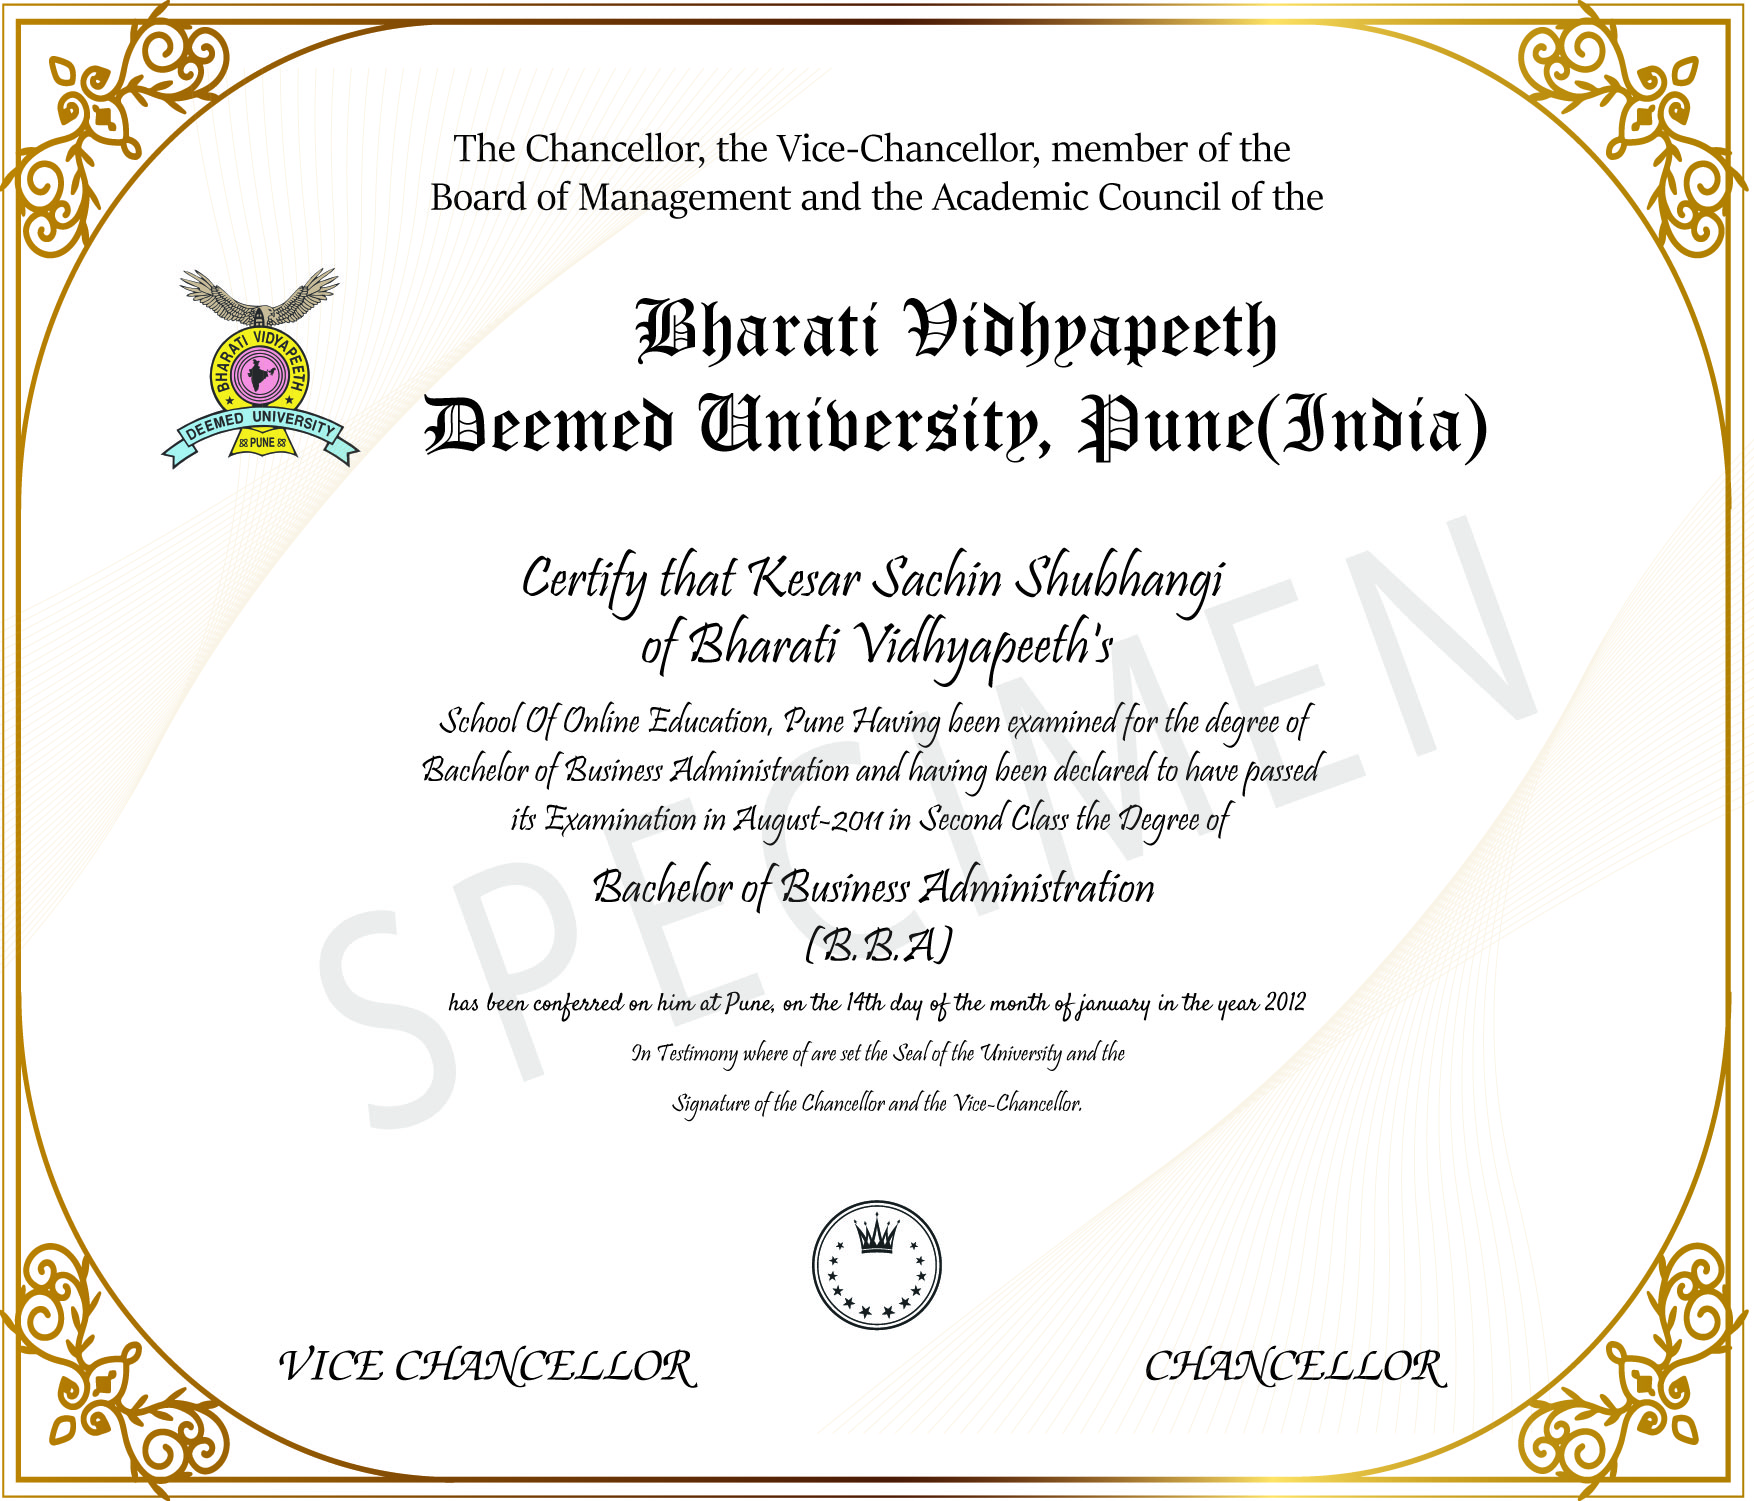 The Chancellor, the Vice-Chancellor, member of the
Board of Management and the Academic Council of the
BHARATI VIDYAPEETH
DEEMED UNIVERSITY
PUNE
Bharati Vidhyapeeth
Deemed University, Pune(India)
Certify that Kesar Sachin Shubhangi
of Bharati Vidhyapeeth's
School Of Online Education, Pune Having been examined for the degree of
Bachelor of Business Administration and having been declared to have passed
its Examination in August-2011 in Second Class the Degree of
Bachelor of Business Administration
(B.B.A)
has been conferred on him at Pune, on the 14th day of the month of january in the year 2012
In Testimony where of are set the Seal of the University and the
Signature of the Chancellor and the Vice-Chancellor.
SPECIMEN
VICE CHANCELLOR
CHANCELLOR